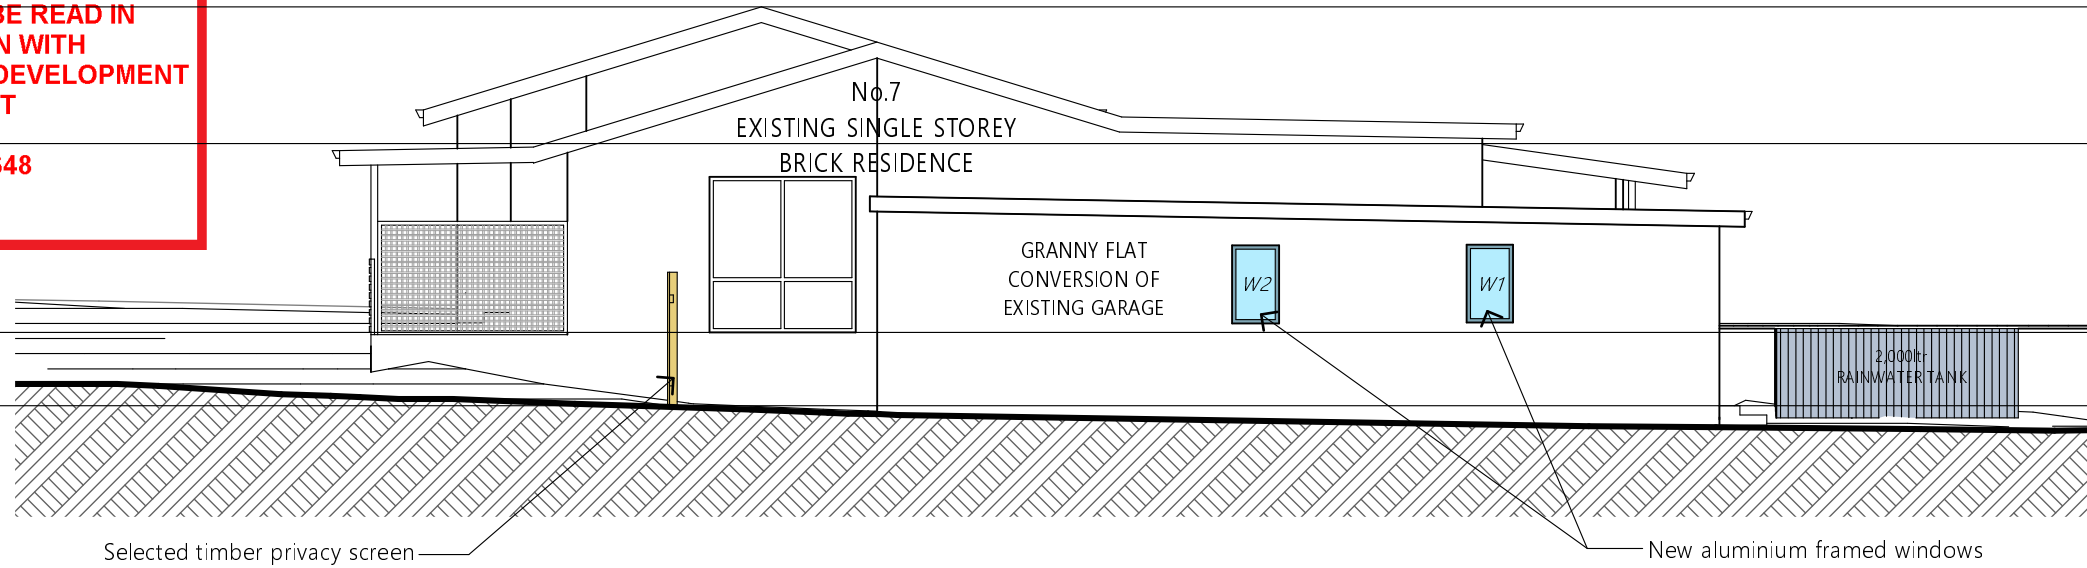 BE READ IN
WITH
DEVELOPMENT
No.7
EXISTING SINGLE STOREY
BRICK RESIDENCE
GRANNY FLAT
CONVERSION OF
EXISTING GARAGE
W2
W1
2,000ltr
RAINWATER TANK
Selected timber privacy screen
New aluminium framed windows